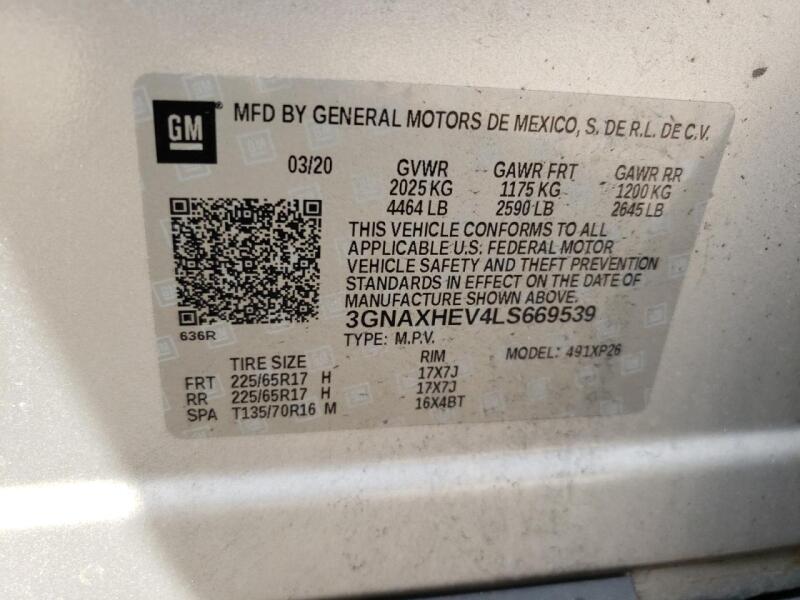 GM® MFD BY GENERAL MOTORS DE MEXICO, S. DE R.L. DE C.V.
03/20 GVWR GAWR FRT GAWR RR
2025 KG 1175 KG 1200 KG
4464 LB 2590 LB 2645 LB
THIS VEHICLE CONFORMS TO ALL
APPLICABLE U.S. FEDERAL MOTOR
VEHICLE SAFETY AND THEFT PREVENTION
STANDARDS IN EFFECT ON THE DATE OF
MANUFACTURE SHOWN ABOVE.
3GNAXHEV4LS669539
636R
TYPE: M.P.V. MODEL: 491XP26
TIRE SIZE RIM
FRT 225/65R17 H 17X7J
RR 225/65R17 H 17X7J
SPA T135/70R16 M 16X4BT